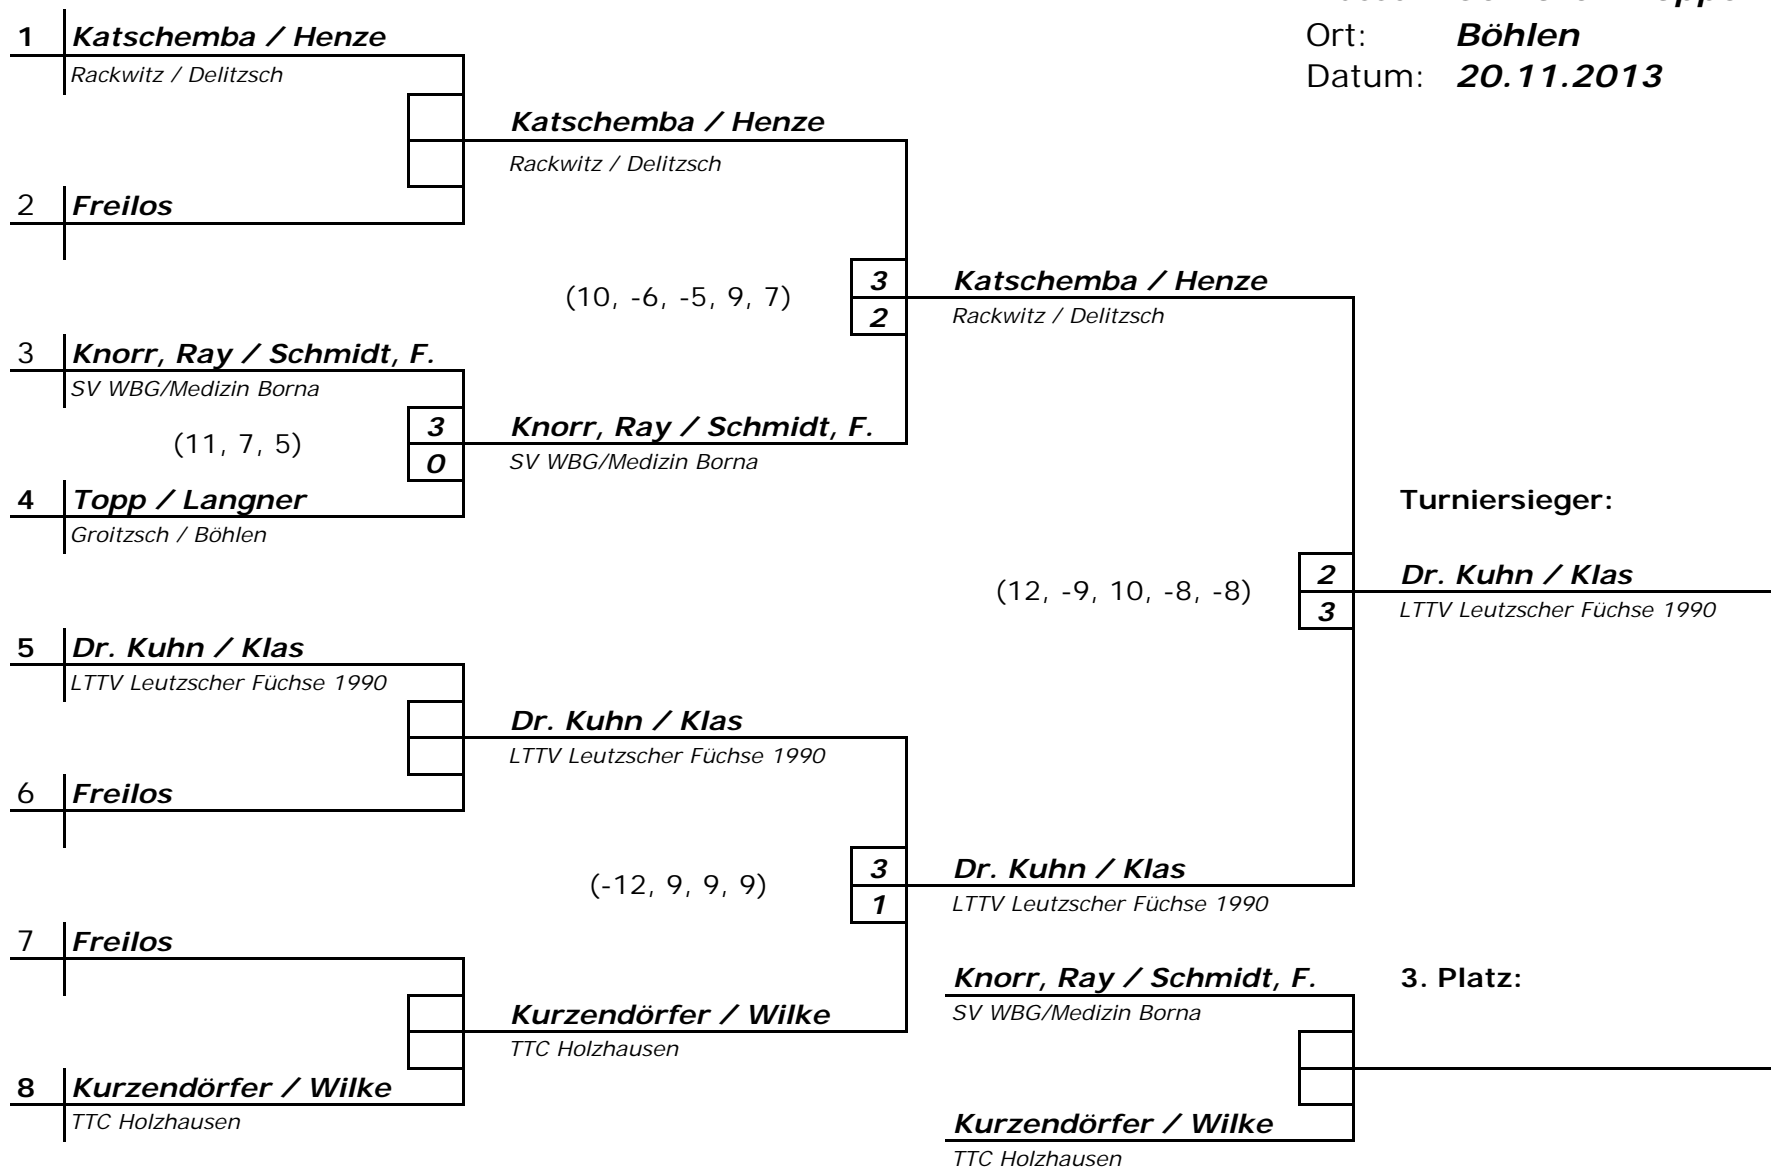 Ort: Böhlen
Datum: 20.11.2013
1 Katschemba / Henze
Rackwitz / Delitzsch
Katschemba / Henze
Rackwitz / Delitzsch
2 Freilos
(10, -6, -5, 9, 7)
3
2
Katschemba / Henze
Rackwitz / Delitzsch
3 Knorr, Ray / Schmidt, F.
SV WBG/Medizin Borna
(11, 7, 5)
3
0
Knorr, Ray / Schmidt, F.
SV WBG/Medizin Borna
4 Topp / Langner
Groitzsch / Böhlen
Turniersieger:
(12, -9, 10, -8, -8)
2
3
Dr. Kuhn / Klas
LTTV Leutzscher Füchse 1990
5 Dr. Kuhn / Klas
LTTV Leutzscher Füchse 1990
Dr. Kuhn / Klas
LTTV Leutzscher Füchse 1990
6 Freilos
(-12, 9, 9, 9)
3
1
Dr. Kuhn / Klas
LTTV Leutzscher Füchse 1990
7 Freilos
Kurzendörfer / Wilke
TTC Holzhausen
8 Kurzendörfer / Wilke
TTC Holzhausen
Knorr, Ray / Schmidt, F.
SV WBG/Medizin Borna
3. Platz:
Kurzendörfer / Wilke
TTC Holzhausen